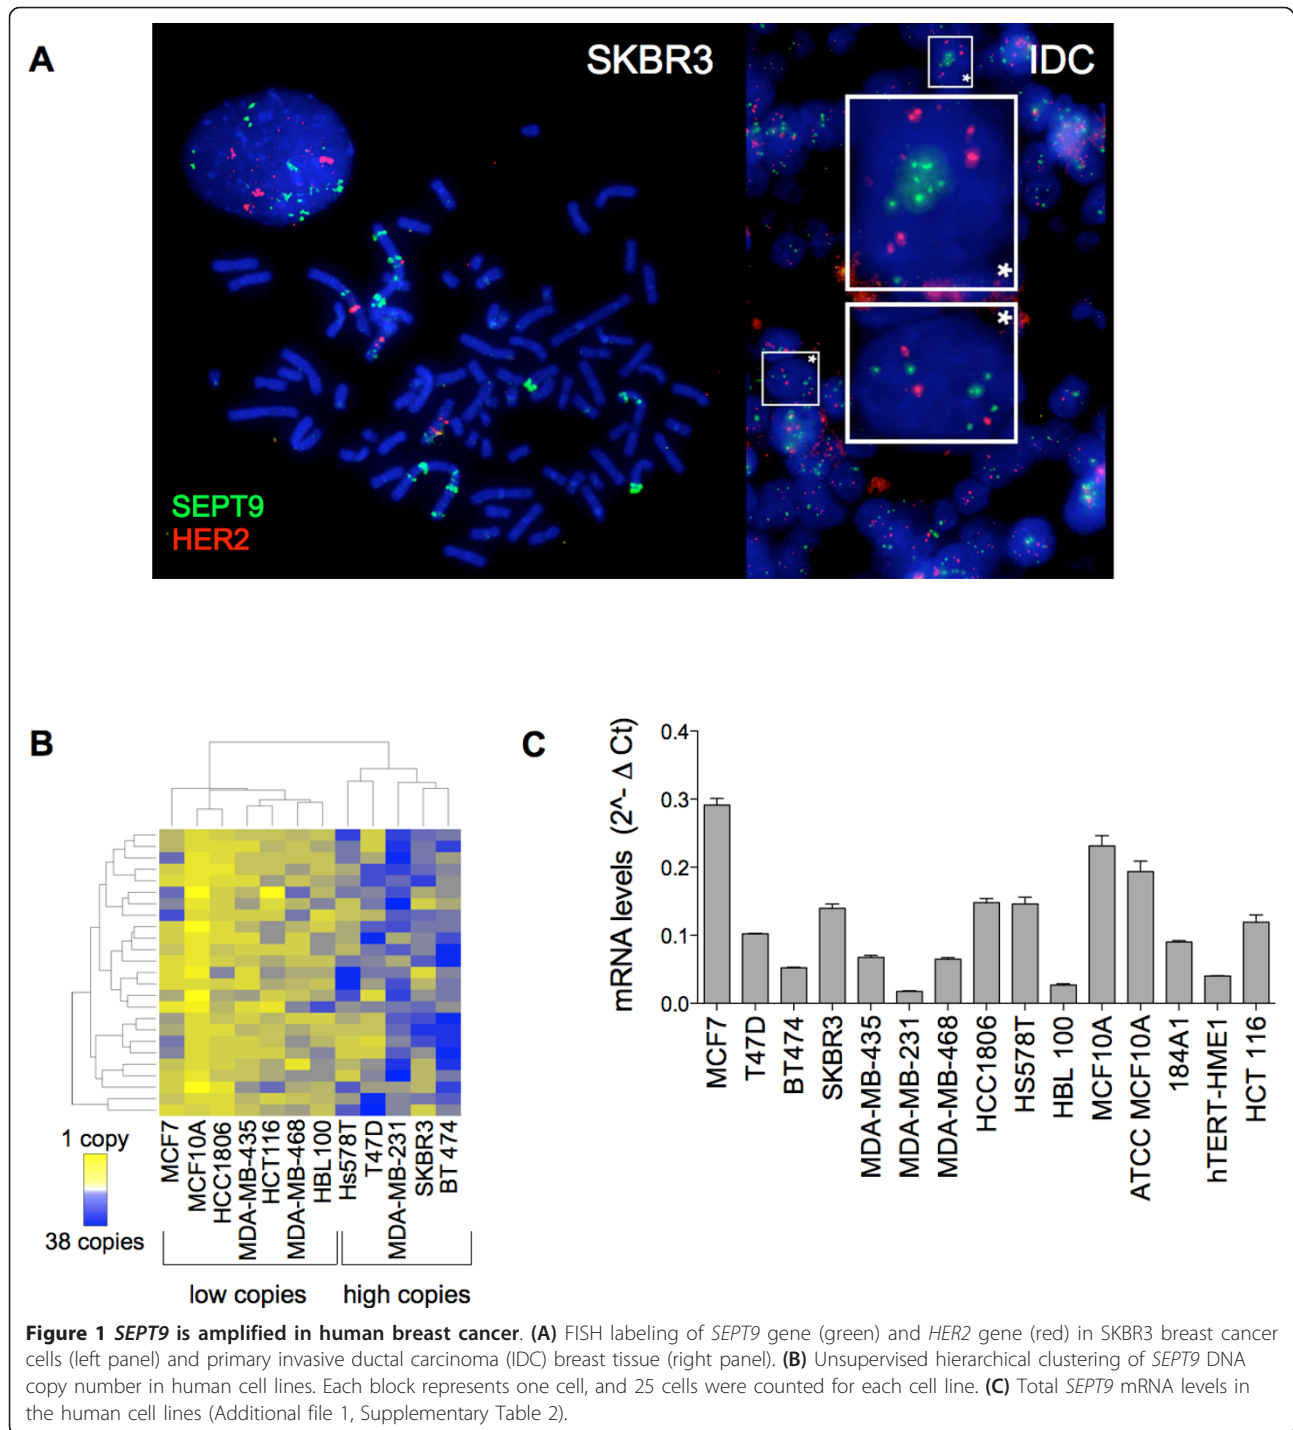 A
SKBR3
IDC
*
*
*
*
SEPT9
HER2
B
1 copy
38 copies
MCF7
MCF10A
HCC1806
MDA-MB-435
HCT116
MDA-MB-468
HBL100
Hs578T
T47D
MDA-MB-231
SKBR3
BT 474
low copies
high copies
C
mRNA levels (2^- Δ Ct)
0.4
0.3
0.2
0.1
0.0
MCF7
T47D
BT474
SKBR3
MDA-MB-435
MDA-MB-231
MDA-MB-468
HCC1806
HS578T
HBL 100
MCF10A
ATCC MCF10A
184A1
hTERT-HME1
HCT 116
Figure 1 SEPT9 is amplified in human breast cancer. (A) FISH labeling of SEPT9 gene (green) and HER2 gene (red) in SKBR3 breast cancer
cells (left panel) and primary invasive ductal carcinoma (IDC) breast tissue (right panel). (B) Unsupervised hierarchical clustering of SEPT9 DNA
copy number in human cell lines. Each block represents one cell, and 25 cells were counted for each cell line. (C) Total SEPT9 mRNA levels in
the human cell lines (Additional file 1, Supplementary Table 2).